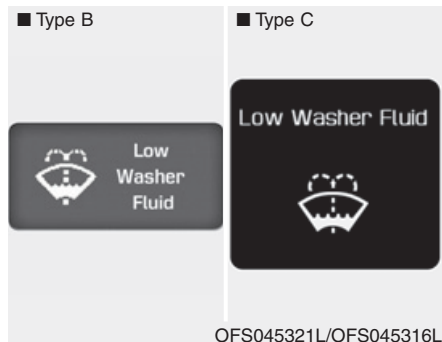 ■ Type B
■ Type C
Low
Washer
Fluid
Low Washer Fluid
OFS045321L/OFS045316L